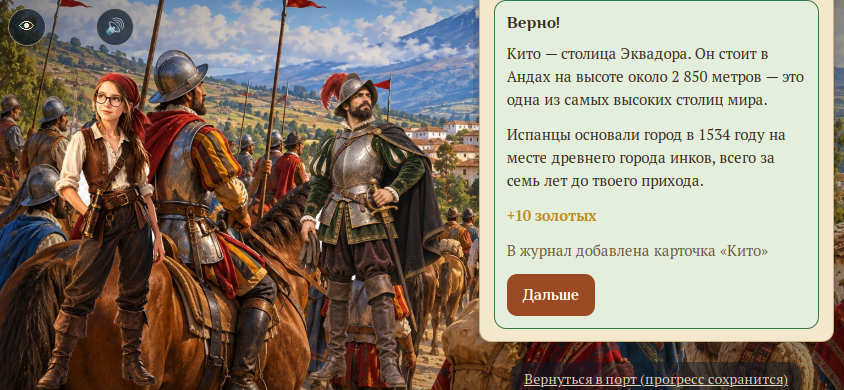 Верно!
Кито — столица Эквадора. Он стоит в
Андах на высоте около 2 850 метров — это
одна из самых высоких столиц мира.
Испанцы основали город в 1534 году на
месте древнего города инков, всего за
семь лет до твоего прихода.
+10 золотых
В журнал добавлена карточка «Кито»
Дальше
Вернуться в порт (прогресс сохранится)